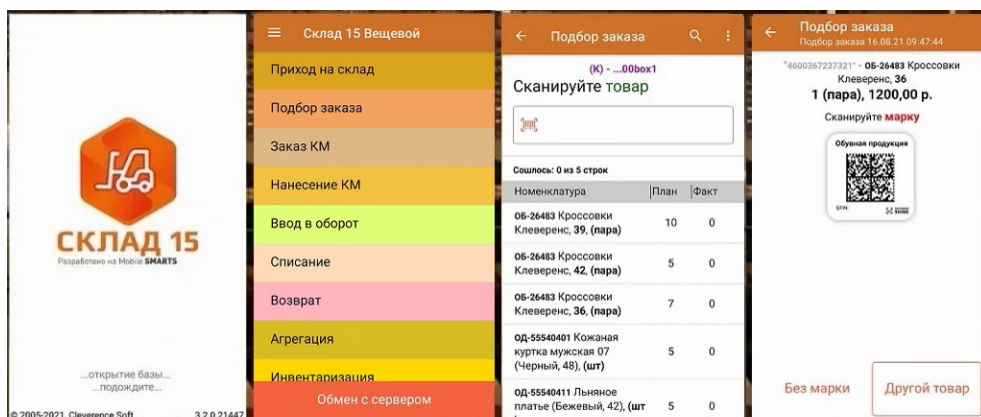 СКЛАД 15
Разработано на Mobile SMARTS
...открытие базы...
...подождите...
© 2005-2021, Cleverence Soft
3.2.0.21447
Склад 15 Вещевой
Приход на склад
Подбор заказа
Заказ КМ
Нанесение КМ
Ввод в оборот
Списание
Возврат
Агрегация
Инвентаризация
Обмен с сервером
Подбор заказа
(К) - ...00box1
Сканируйте товар
Сошлось: 0 из 5 строк
Номенклатура План Факт
ОБ-26483 Кроссовки
Клеверенс, 39, (пара) 10 0
ОБ-26483 Кроссовки
Клеверенс, 42, (пара) 5 0
ОБ-26483 Кроссовки
Клеверенс, 36, (пара) 7 0
ОД-55540401 Кожаная
куртка мужская 07
(Черный, 48), (шт) 5 0
ОД-55540411 Льняное
платье (Бежевый, 42), (шт 5 0
Подбор заказа
Подбор заказа 16.08.21 09:47:44
"4600367237321" - ОБ-26483 Кроссовки
Клеверенс, 36
1 (пара), 1200,00 р.
Сканируйте марку
Обувная продукция
Без марки
Другой товар